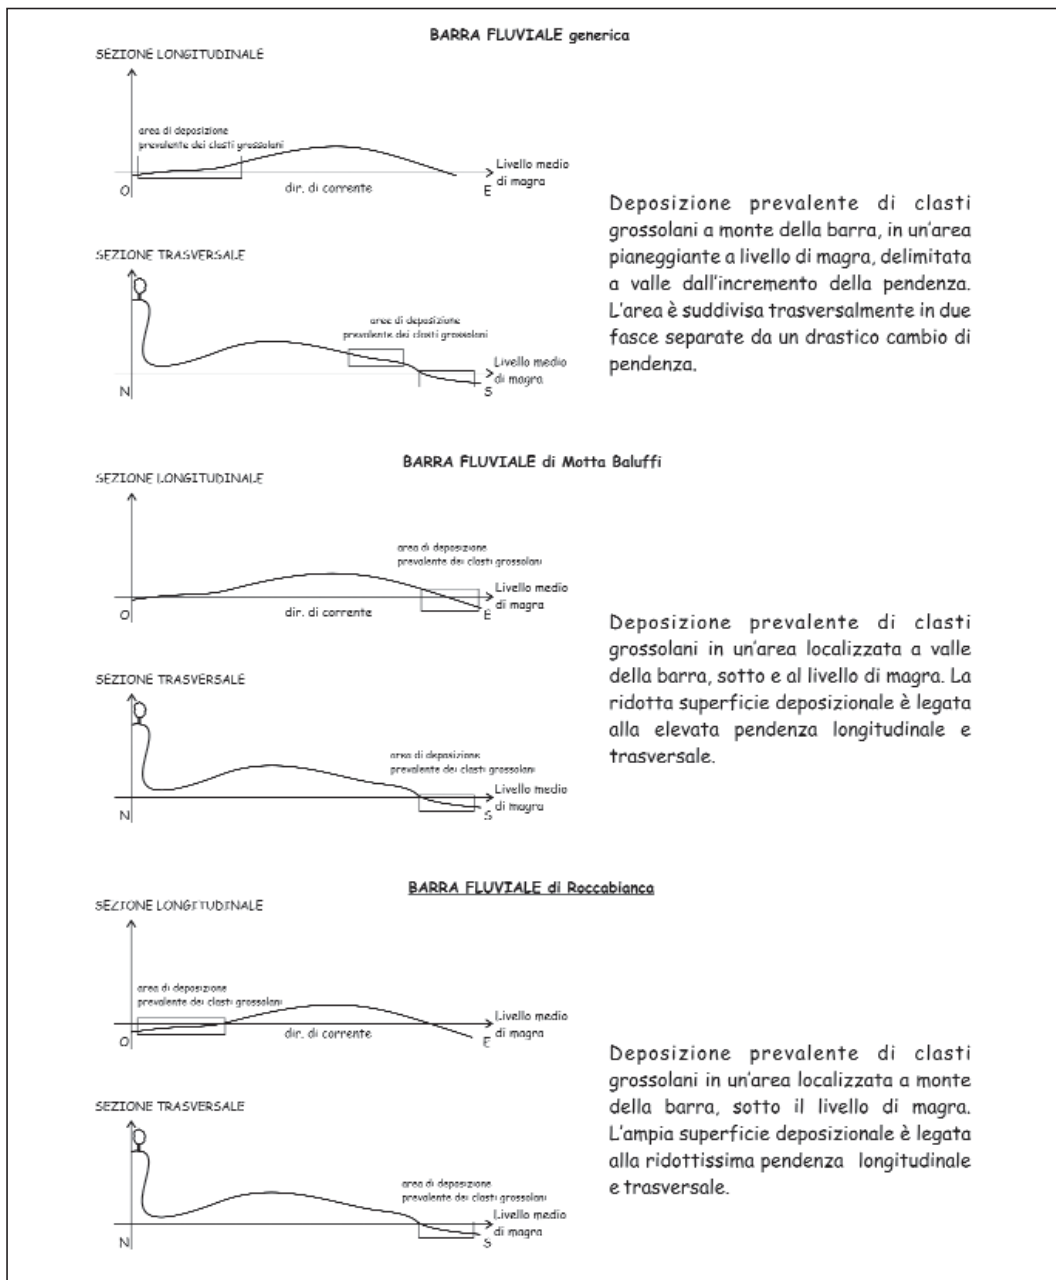 BARRA FLUVIALE generica
SEZIONE LONGITUDINALE
area di deposizione
prevalente dei clasti grossolani
Livello medio
di magra
O
dir. di corrente
E
SEZIONE TRASVERSALE
area di deposizione
prevalente dei clasti grossolani
Livello medio
di magra
N
S
Deposizione prevalente di clasti
grossolani a monte della barra, in un'area
pianeggiante a livello di magra, delimitata
a valle dall'incremento della pendenza.
L'area è suddivisa trasversalmente in due
fasce separate da un drastico cambio di
pendenza.
BARRA FLUVIALE di Motta Baluffi
SEZIONE LONGITUDINALE
area di deposizione
prevalente dei clasti grossolani
Livello medio
di magra
O
dir. di corrente
E
SEZIONE TRASVERSALE
area di deposizione
prevalente dei clasti grossolani
Livello medio
di magra
N
S
Deposizione prevalente di clasti
grossolani in un'area localizzata a valle
della barra, sotto e al livello di magra. La
ridotta superficie deposizionale è legata
alla elevata pendenza longitudinale e
trasversale.
BARRA FLUVIALE di Roccabianca
SEZIONE LONGITUDINALE
area di deposizione
prevalente dei clasti grossolani
Livello medio
di magra
O
dir. di corrente
E
SEZIONE TRASVERSALE
area di deposizione
prevalente dei clasti grossolani
Livello medio
di magra
N
S
Deposizione prevalente di clasti
grossolani in un'area localizzata a monte
della barra, sotto il livello di magra.
L'ampia superficie deposizionale è legata
alla ridottissima pendenza longitudinale
e trasversale.